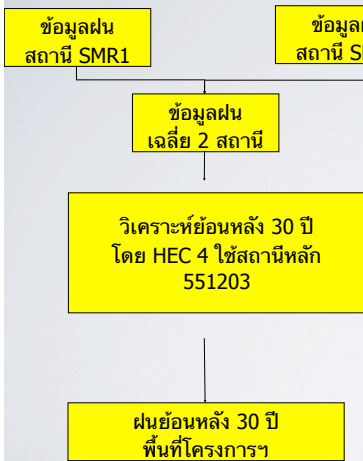 ข้อมูลฝน
สถานี SMR1
ข้อมูลฝน
เฉลี่ย 2 สถานี
วิเคราะห์ย้อนหลัง 30 ปี
โดย HEC 4 ใช้สถานีหลัก
551203
ฝนย้อนหลัง 30 ปี
พื้นที่โครงการฯ